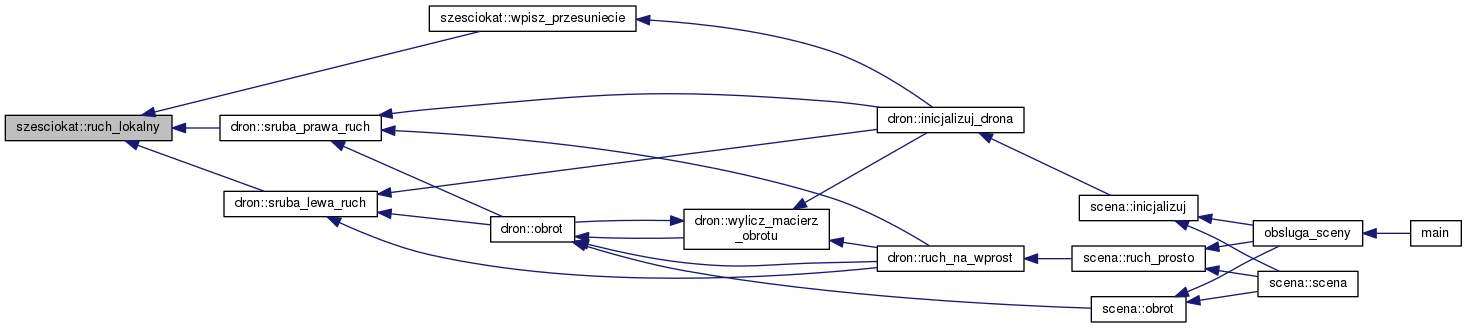 szesciokat::wpisz_przesuniecie
szesciokat::ruch_lokalny
dron::sruba_prawa_ruch
dron::inicjalizuj_drona
dron::sruba_lewa_ruch
dron::obrot
dron::wylicz_macierz
_obrotu
dron::ruch_na_wprost
scena::inicjalizuj
scena::ruch_prosto
scena::obrot
obsluga_sceny
scena::scena
main